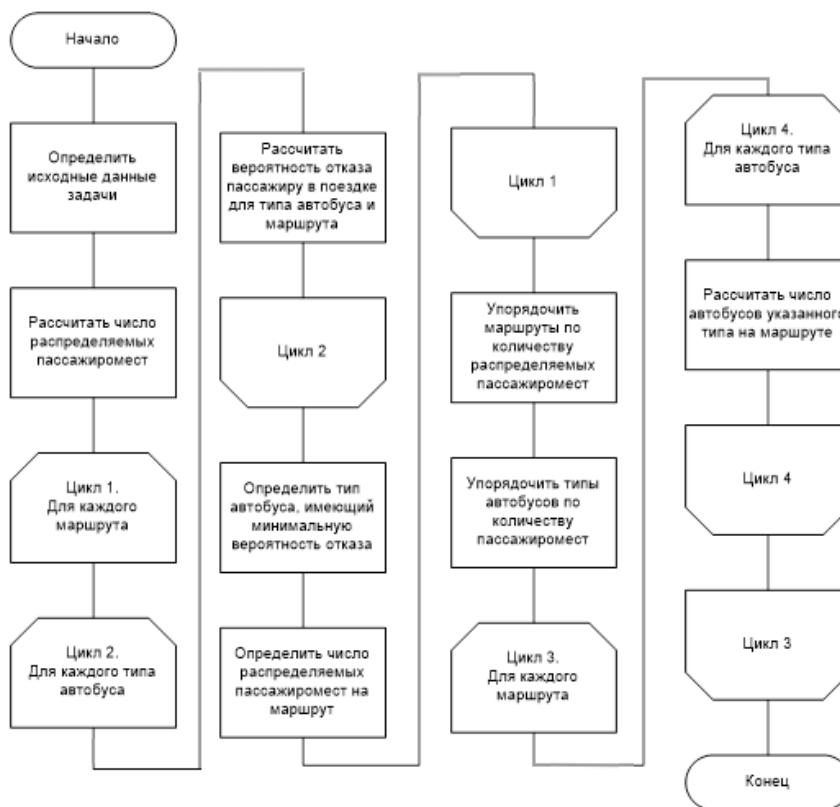 Начало
Определить
исходные данные
задачи
Рассчитать число
распределяемых
пассажиромест
Цикл 1.
Для каждого
маршрута
Цикл 2.
Для каждого типа
автобуса
Рассчитать
вероятность отказа
пассажиру в поездке
для типа автобуса и
маршрута
Цикл 2
Определить тип
автобуса, имеющий
минимальную
вероятность отказа
Определить число
распределяемых
пассажиромест на
маршрут
Цикл 1
Упорядочить
маршруты по
количеству
распределяемых
пассажиромест
Упорядочить типы
автобусов по
количеству
пассажиромест
Цикл 3.
Для каждого
маршрута
Цикл 4.
Для каждого типа
автобуса
Рассчитать число
автобусов указанного
типа на маршруте
Цикл 4
Цикл 3
Конец